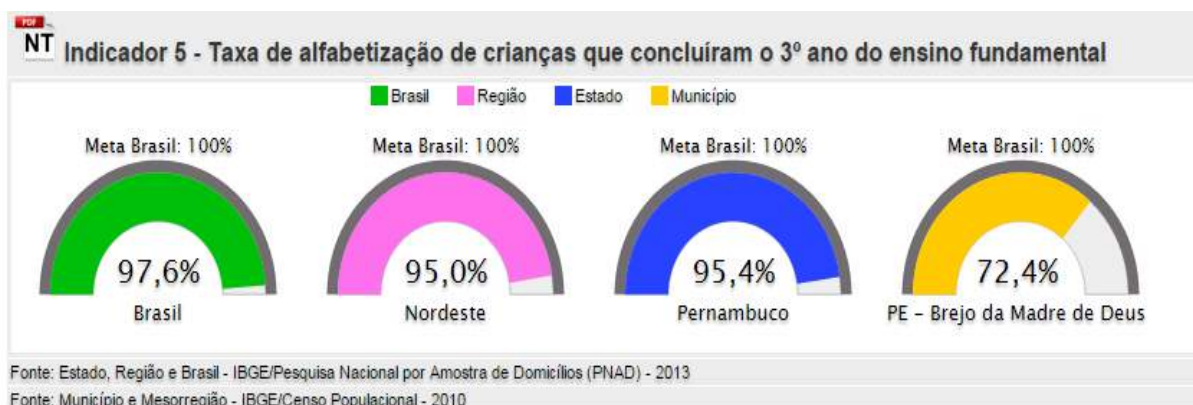 PDF
NT Indicador 5 - Taxa de alfabetização de crianças que concluíram o 3º ano do ensino fundamental
Brasil Região Estado Município
Meta Brasil: 100% Meta Brasil: 100% Meta Brasil: 100% Meta Brasil: 100%
97,6% 95,0% 95,4% 72,4%
Brasil Nordeste Pernambuco PE - Brejo da Madre de Deus
Fonte: Estado, Região e Brasil - IBGE/Pesquisa Nacional por Amostra de Domicílios (PNAD) - 2013
Fonte: Município e Mesorregião - IBGE/Censo Populacional - 2010